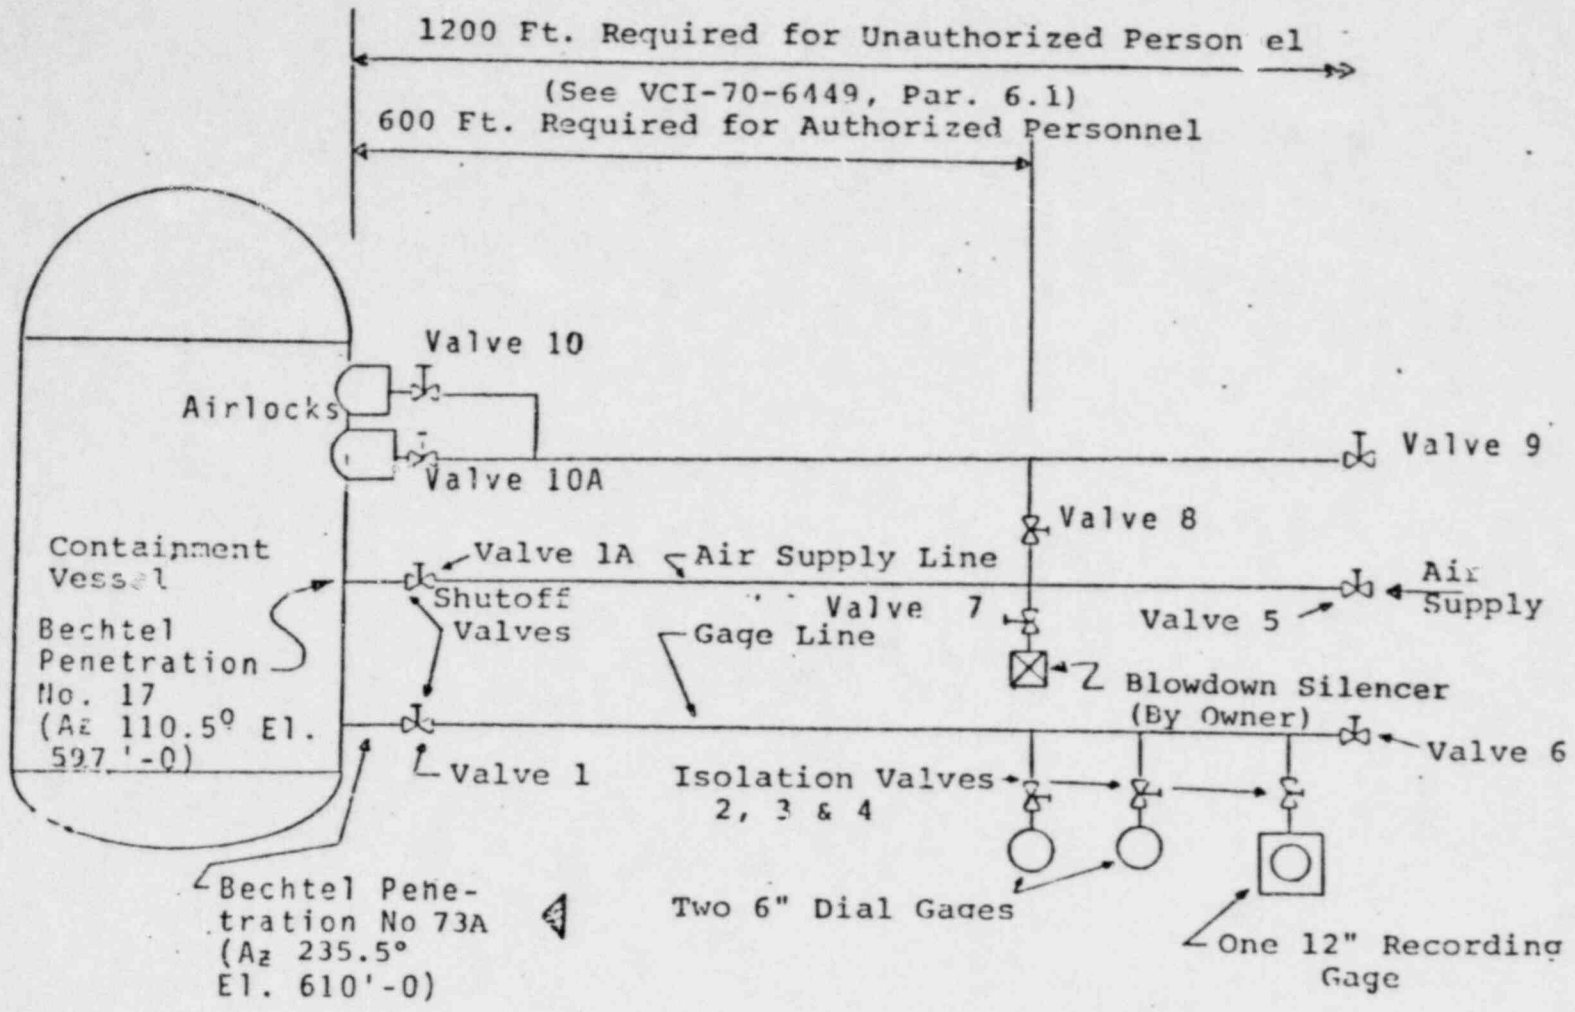 1200 Ft. Required for Unauthorized Person el
(See VCI-70-6449, Par. 6.1)
600 Ft. Required for Authorized Personnel
Valve 10
Airlocks
Valve 10A
Valve 9
Valve 8
Containment
Vessel
Valve 1A
Air Supply Line
Air
Supply
Shutoff
Valves
Valve 7
Valve 5
Gage Line
Bechtel
Penetration
No. 17
(Az 110.5° El.
597'-0)
Blowdown Silencer
(By Owner)
Valve 1
Isolation Valves
2, 3 & 4
Valve 6
Bechtel Pene-
tration No 73A
(Az 235.5°
El. 610'-0)
Two 6" Dial Gages
One 12" Recording
Gage